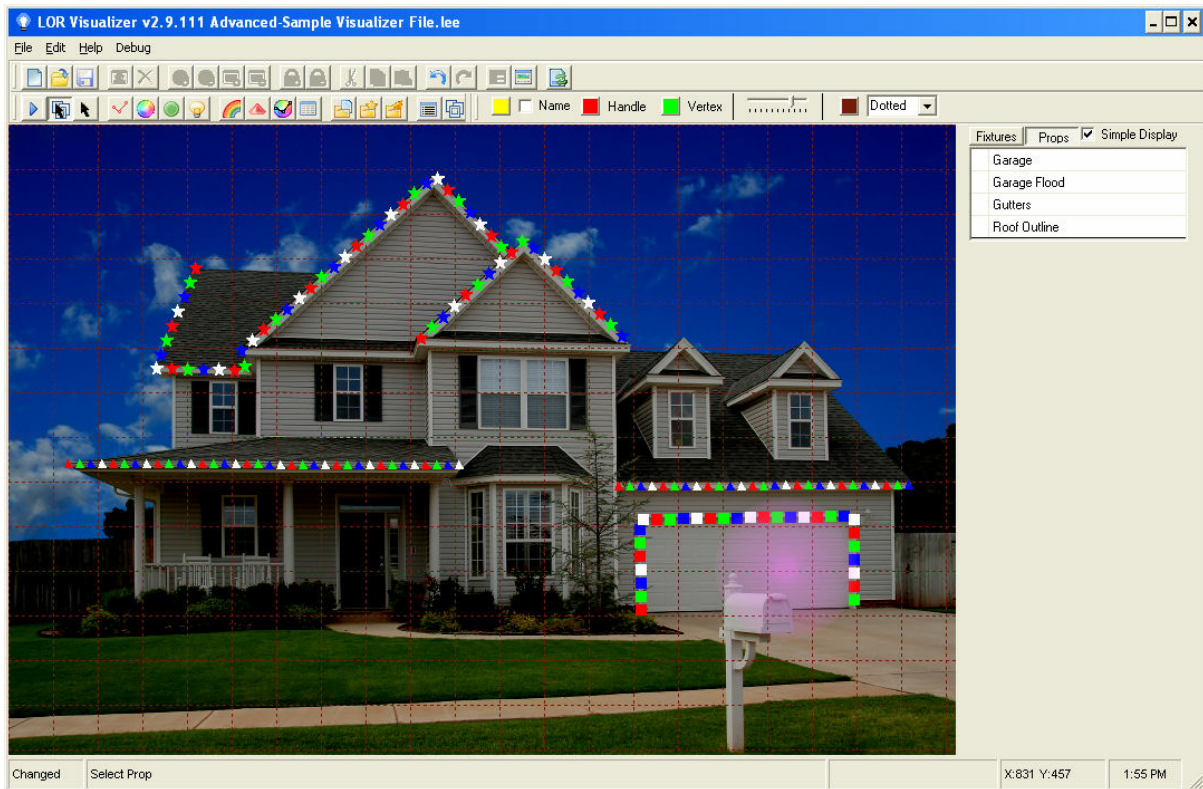 LOR Visualizer v2.9.111 Advanced-Sample Visualizer File.lee
File Edit Help Debug
Name Handle Vertex Dotted
Fixtures Props Simple Display
Garage
Garage Flood
Gutters
Roof Outline
Changed Select Prop X:831 Y:457 1:55 PM